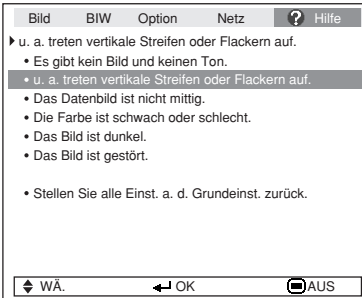 Bild BIW Option Netz ? Hilfe
u. a. treten vertikale Streifen oder Flackern auf.
• Es gibt kein Bild und keinen Ton.
• u. a. treten vertikale Streifen oder Flackern auf.
• Das Datenbild ist nicht mittig.
• Die Farbe ist schwach oder schlecht.
• Das Bild ist dunkel.
• Das Bild ist gestört.
• Stellen Sie alle Einst. a. d. Grundeinst. zurück.
WÄ. OK AUS